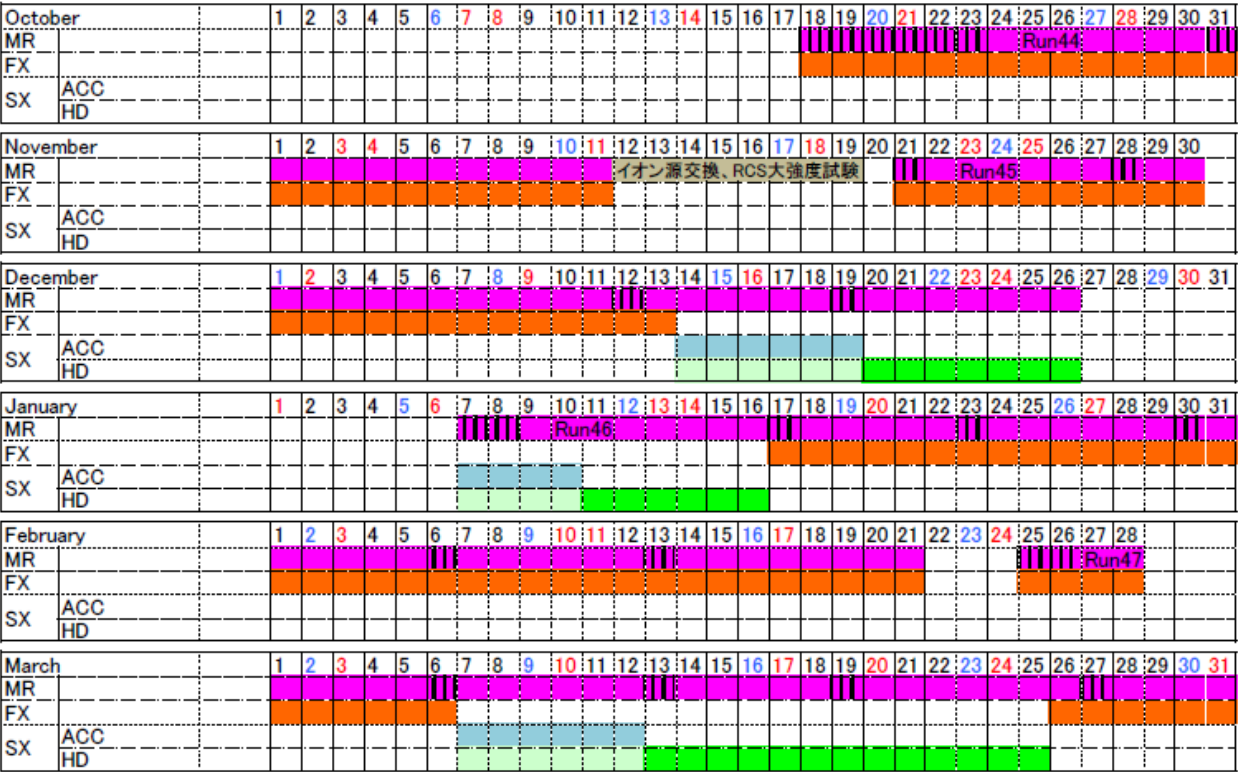 October 1 2 3 4 5 6 7 8 9 10 11 12 13 14 15 16 17 18 19 20 21 22 23 24 25 26 27 28 29 30 31
MR Run44
FX
SX ACC
HD
November 1 2 3 4 5 6 7 8 9 10 11 12 13 14 15 16 17 18 19 20 21 22 23 24 25 26 27 28 29 30
MR イオン源交換、RCS大強度試験 Run45
FX
SX ACC
HD
December 1 2 3 4 5 6 7 8 9 10 11 12 13 14 15 16 17 18 19 20 21 22 23 24 25 26 27 28 29 30 31
MR
FX
SX ACC
HD
January 1 2 3 4 5 6 7 8 9 10 11 12 13 14 15 16 17 18 19 20 21 22 23 24 25 26 27 28 29 30 31
MR Run46
FX
SX ACC
HD
February 1 2 3 4 5 6 7 8 9 10 11 12 13 14 15 16 17 18 19 20 21 22 23 24 25 26 27 28
MR Run47
FX
SX ACC
HD
March 1 2 3 4 5 6 7 8 9 10 11 12 13 14 15 16 17 18 19 20 21 22 23 24 25 26 27 28 29 30 31
MR
FX
SX ACC
HD